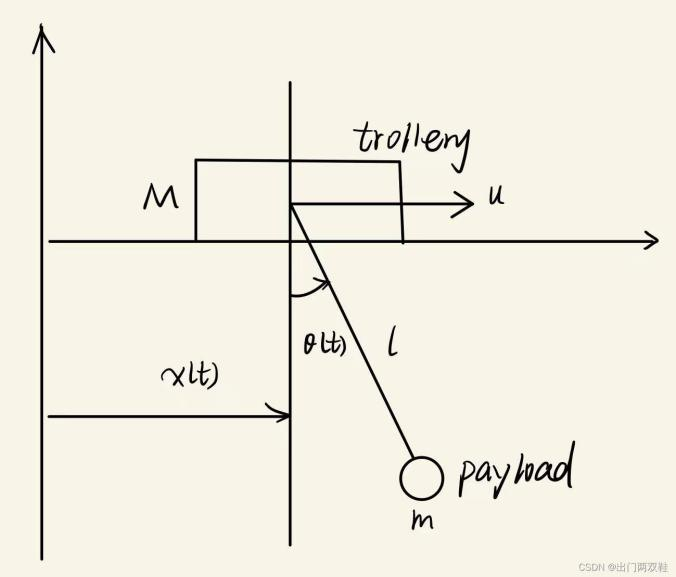 trollery
M
u
θ(t)
l
x(t)
payload
m
CSDN @出门两双鞋